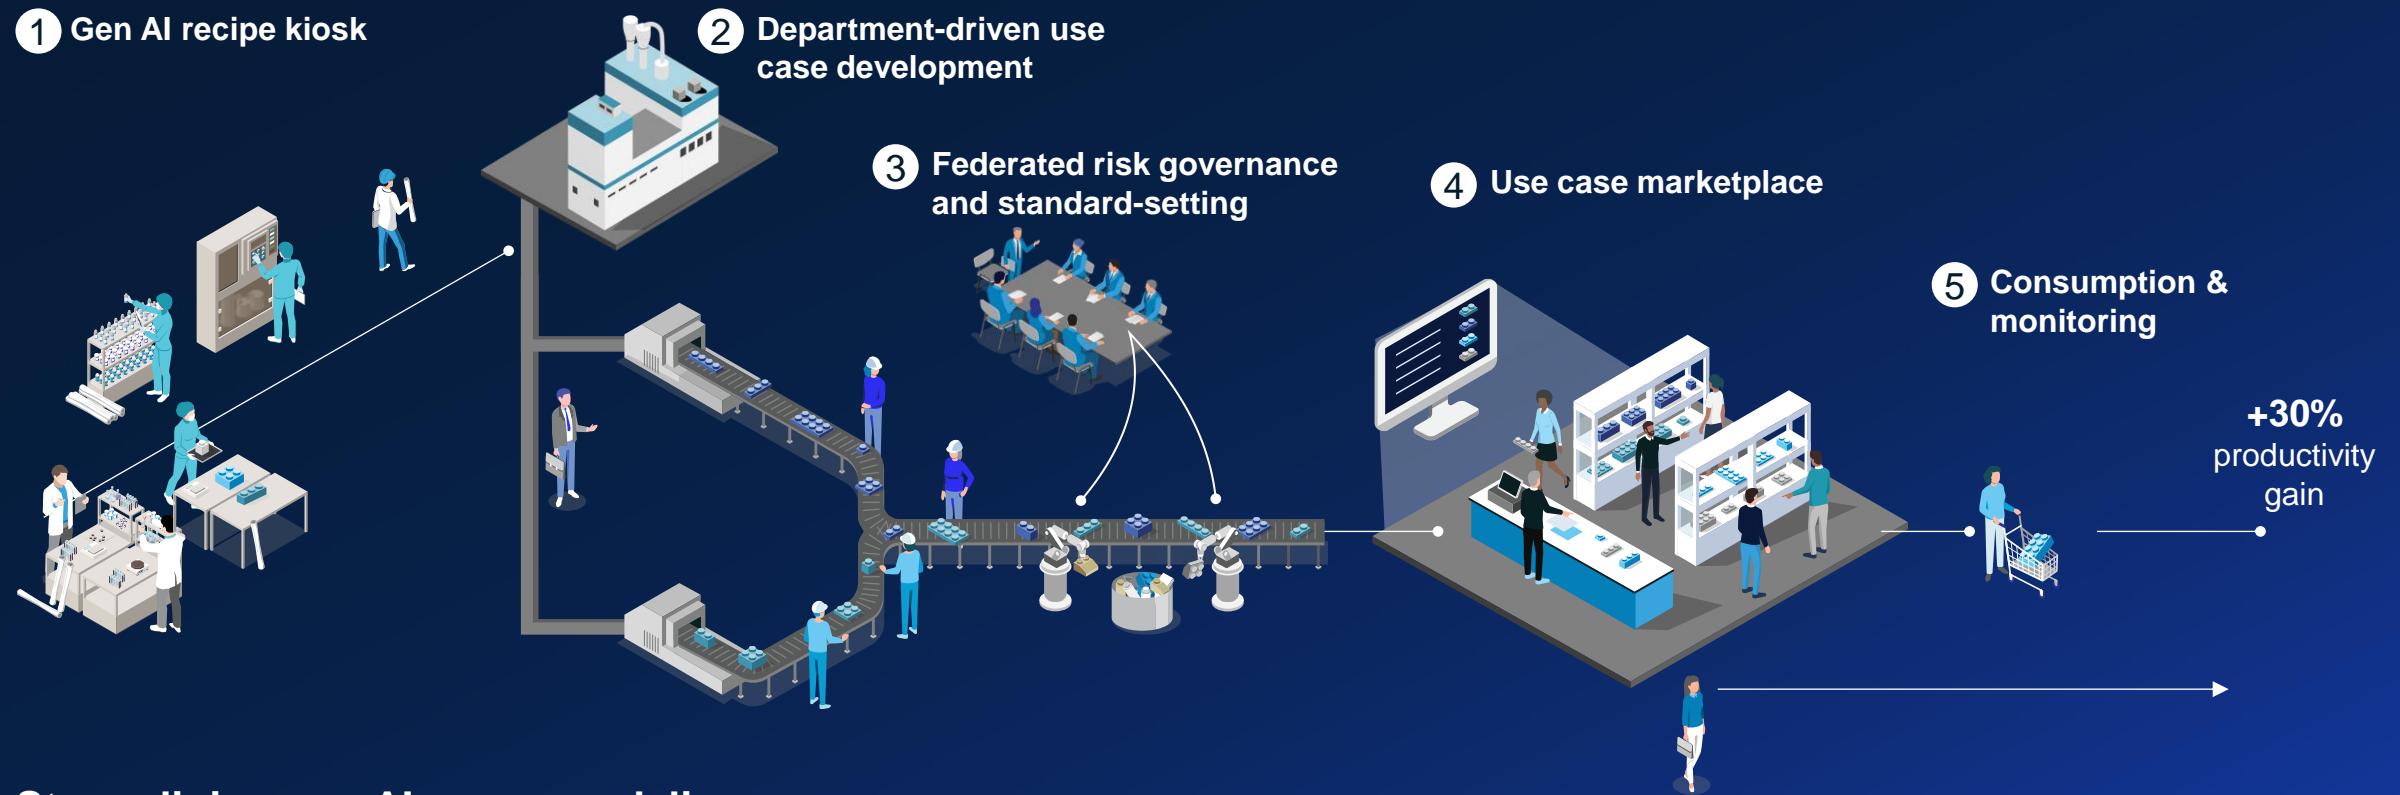 1 Gen AI recipe kiosk
2 Department-driven use
case development
3 Federated risk governance
and standard-setting
4 Use case marketplace
5 Consumption &
monitoring
+30%
productivity
gain